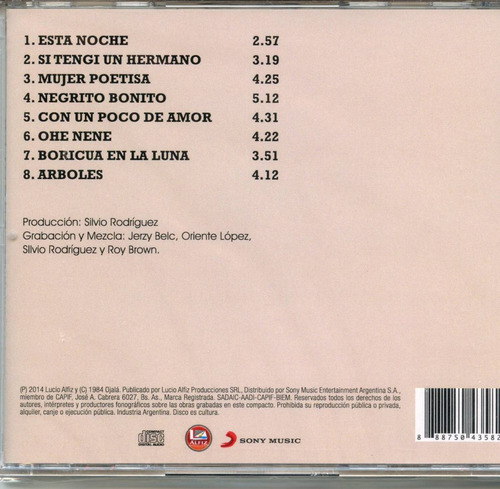 1. ESTA NOCHE 2.57
2. SI TENGI UN HERMANO 3.19
3. MUJER POETISA 4.25
4. NEGRITO BONITO 5.12
5. CON UN POCO DE AMOR 4.31
6. OHE NENE 4.22
7. BORICUA EN LA LUNA 3.51
8. ARBOLES 4.12
Producción: Silvio Rodríguez
Grabación y Mezcla: Jerzy Belc, Oriente López,
SIlvio Rodríguez y Roy Brown.
(P) 2014 Lucio Alfiz y (C) 1984 Ojalá. Publicado por Lucio Alfiz Producciones SRL, Distribuido por Sony Music Entertainment Argentina S.A.,
miembro de CAPIF, José A. Cabrera 6027, Bs. As., Marca Registrada. SADAIC-AADI-CAPIF-BIEM. Reservados todos los derechos de los
autores, intérpretes y productores fonográficos sobre las obras grabadas en este compacto. Prohibida su reproducción pública o privada,
alquiler, canje o ejecución pública. Industria Argentina. Disco es cultura.
COMPACT disc DIGITAL AUDIO
ALFIZ
SONY MUSIC
8 88750 43582